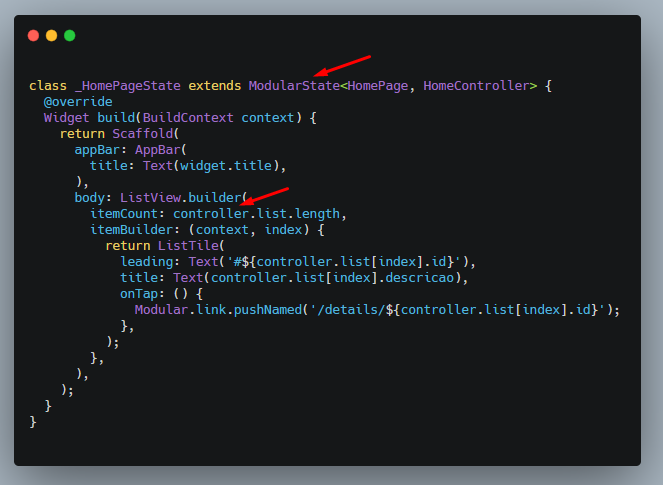 class _HomePageState extends ModularState<HomePage, HomeController> {
  @override
  Widget build(BuildContext context) {
    return Scaffold(
      appBar: AppBar(
        title: Text(widget.title),
      ),
      body: ListView.builder(
        itemCount: controller.list.length,
        itemBuilder: (context, index) {
          return ListTile(
            leading: Text('#${controller.list[index].id}'),
            title: Text(controller.list[index].descricao),
            onTap: () {
              Modular.link.pushNamed('/details/${controller.list[index].id}');
            },
          );
        },
      ),
    );
  }
}